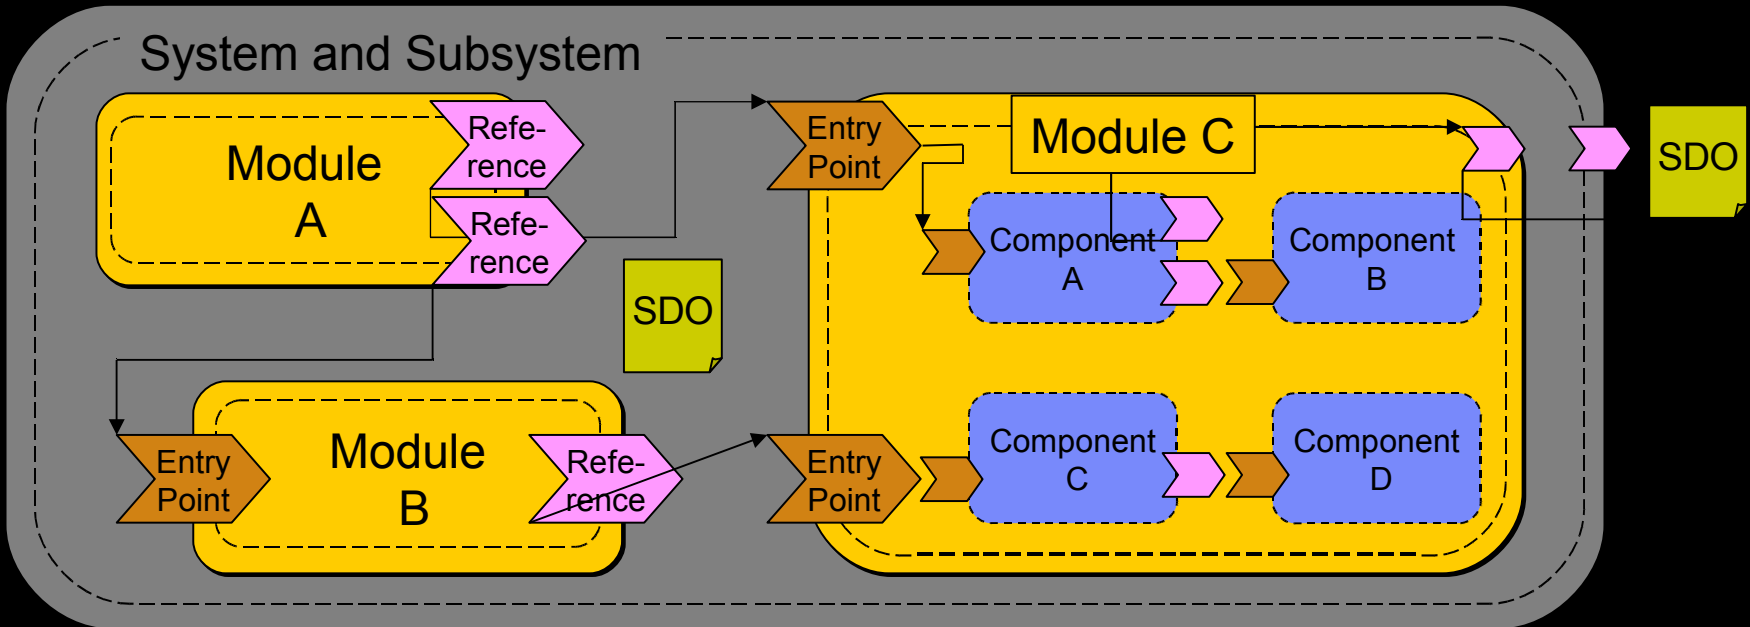 System and Subsystem
Module
A
Refe-
rence
Refe-
rence
SDO
Entry
Point
Module
B
Refe-
rence
Entry
Point
Module C
Component
A
Component
B
Entry
Point
Component
C
Component
D
SDO